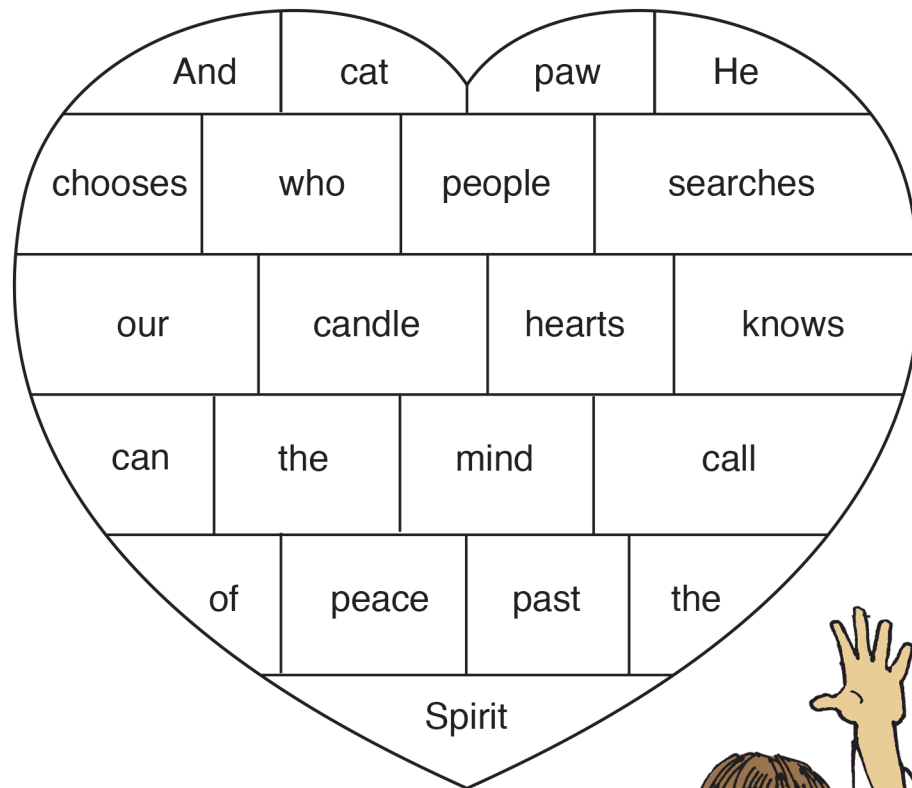 And cat paw He
chooses who people searches
our candle hearts knows
can the mind call
of peace past the
Spirit